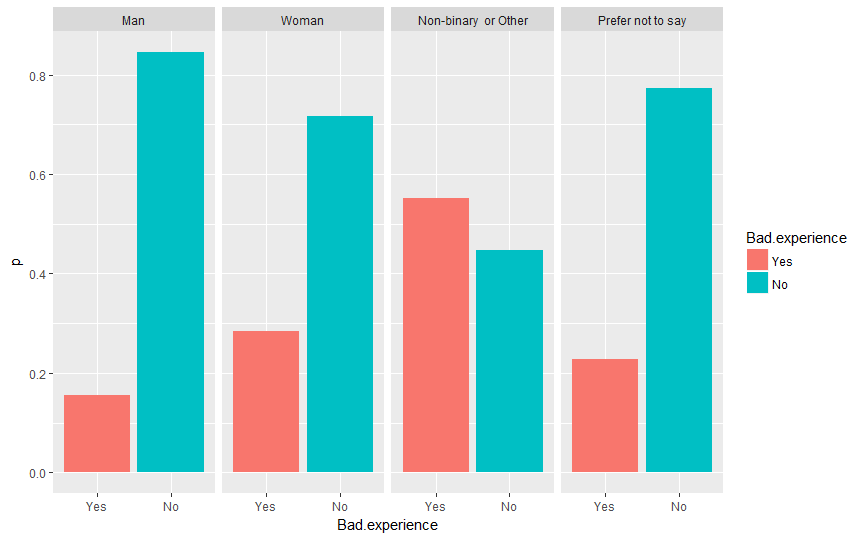 Man
Woman
Non-binary or Other
Prefer not to say
0.8
0.6
0.4
0.2
0.0
p
Yes No
Yes No
Yes No
Yes No
Bad.experience
Bad.experience
Yes
No